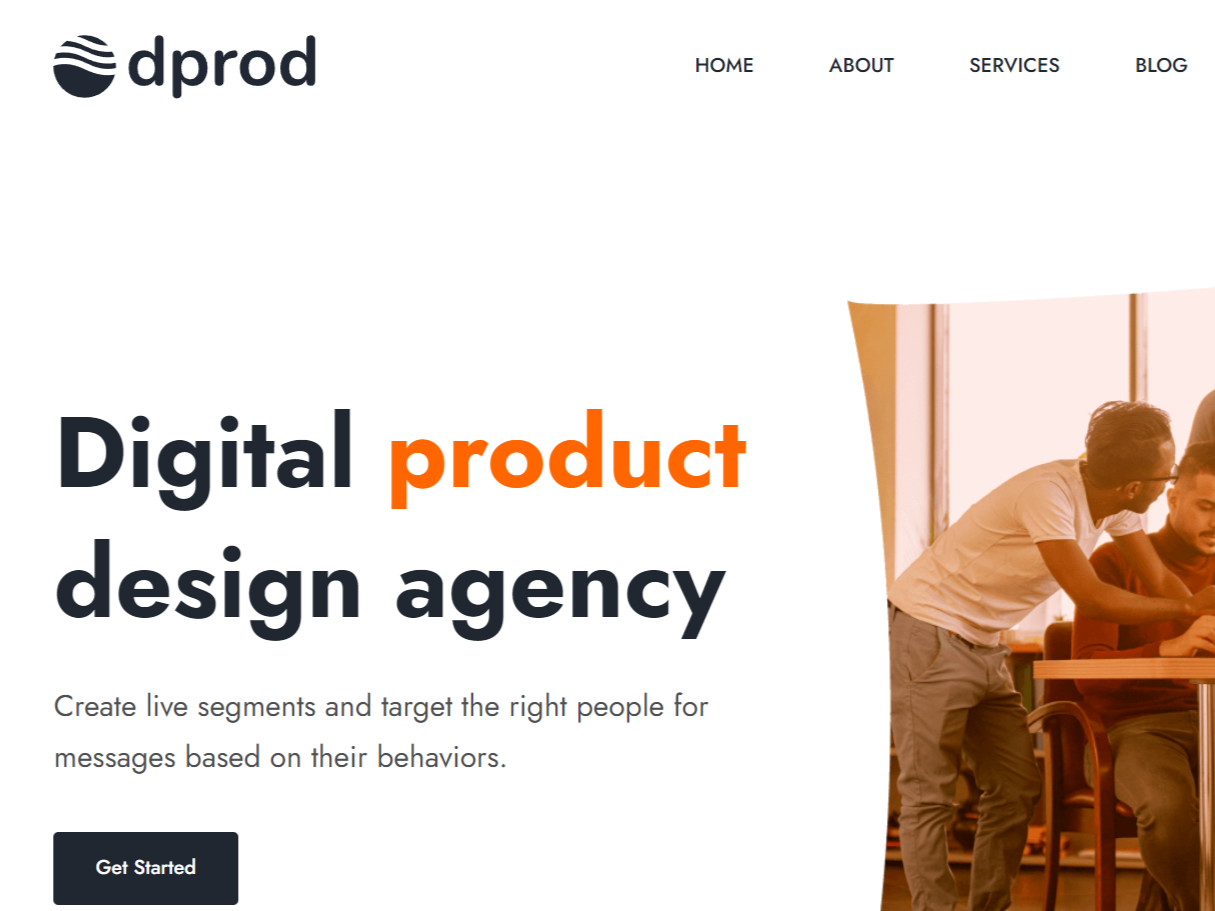 dprod
HOME ABOUT SERVICES BLOG
Digital product
design agency
Create live segments and target the right people for
messages based on their behaviors.
Get Started